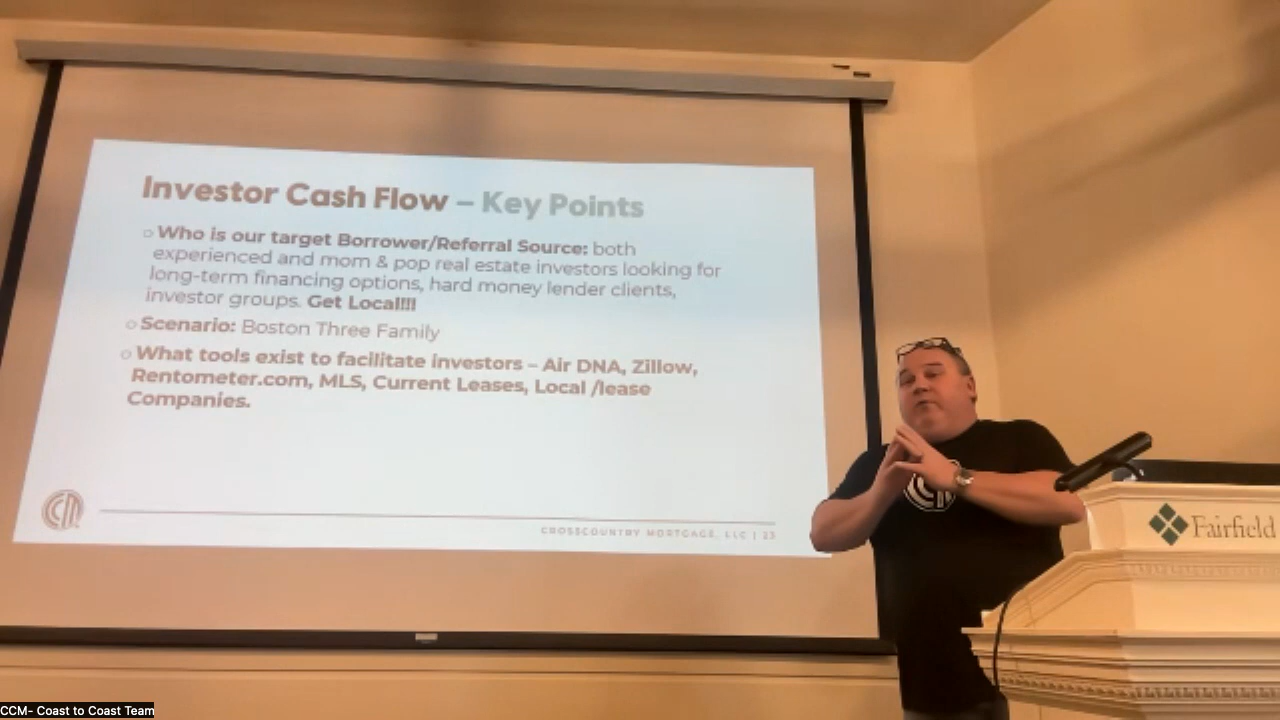 Investor Cash Flow – Key Points
○ Who is our target Borrower/Referral Source: both
experienced and mom & pop real estate investors looking for
long-term financing options, hard money lender clients,
investor groups. Get Local!!!
○ Scenario: Boston Three Family
○ What tools exist to facilitate investors – Air DNA, Zillow,
Rentometer.com, MLS, Current Leases, Local /lease
Companies.
CROSSCOUNTRY MORTGAGE, LLC | 23
Fairfield
CCM- Coast to Coast Team